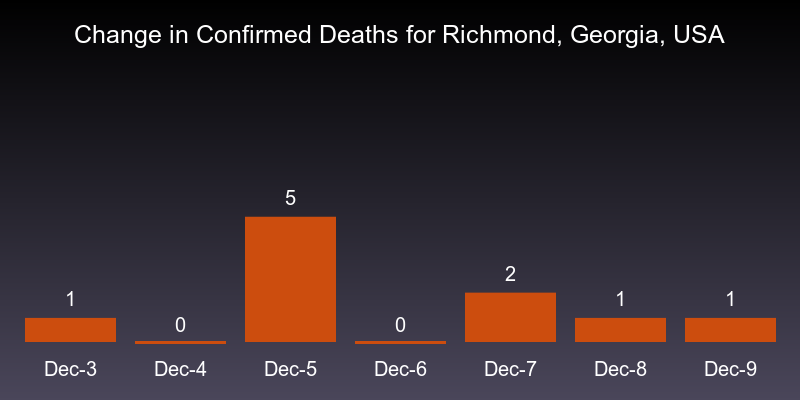 Change in Confirmed Deaths for Richmond, Georgia, USA
5
2
1
1
1
0
0
Dec-3
Dec-4
Dec-5
Dec-6
Dec-7
Dec-8
Dec-9